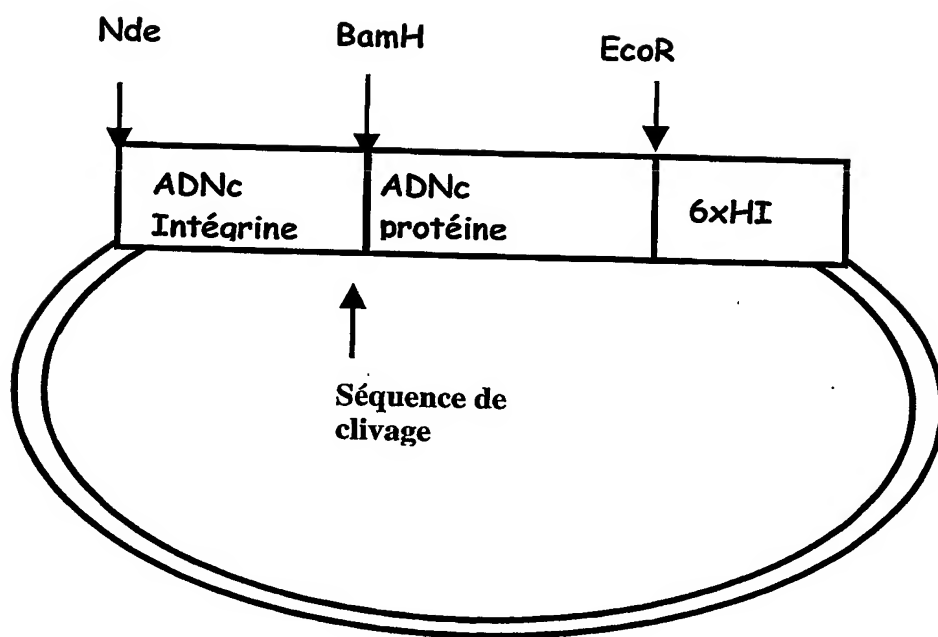 Nde
BamH
EcoR
ADNc
Intégrine
ADNc
protéine
6xHI
Séquence de
clivage